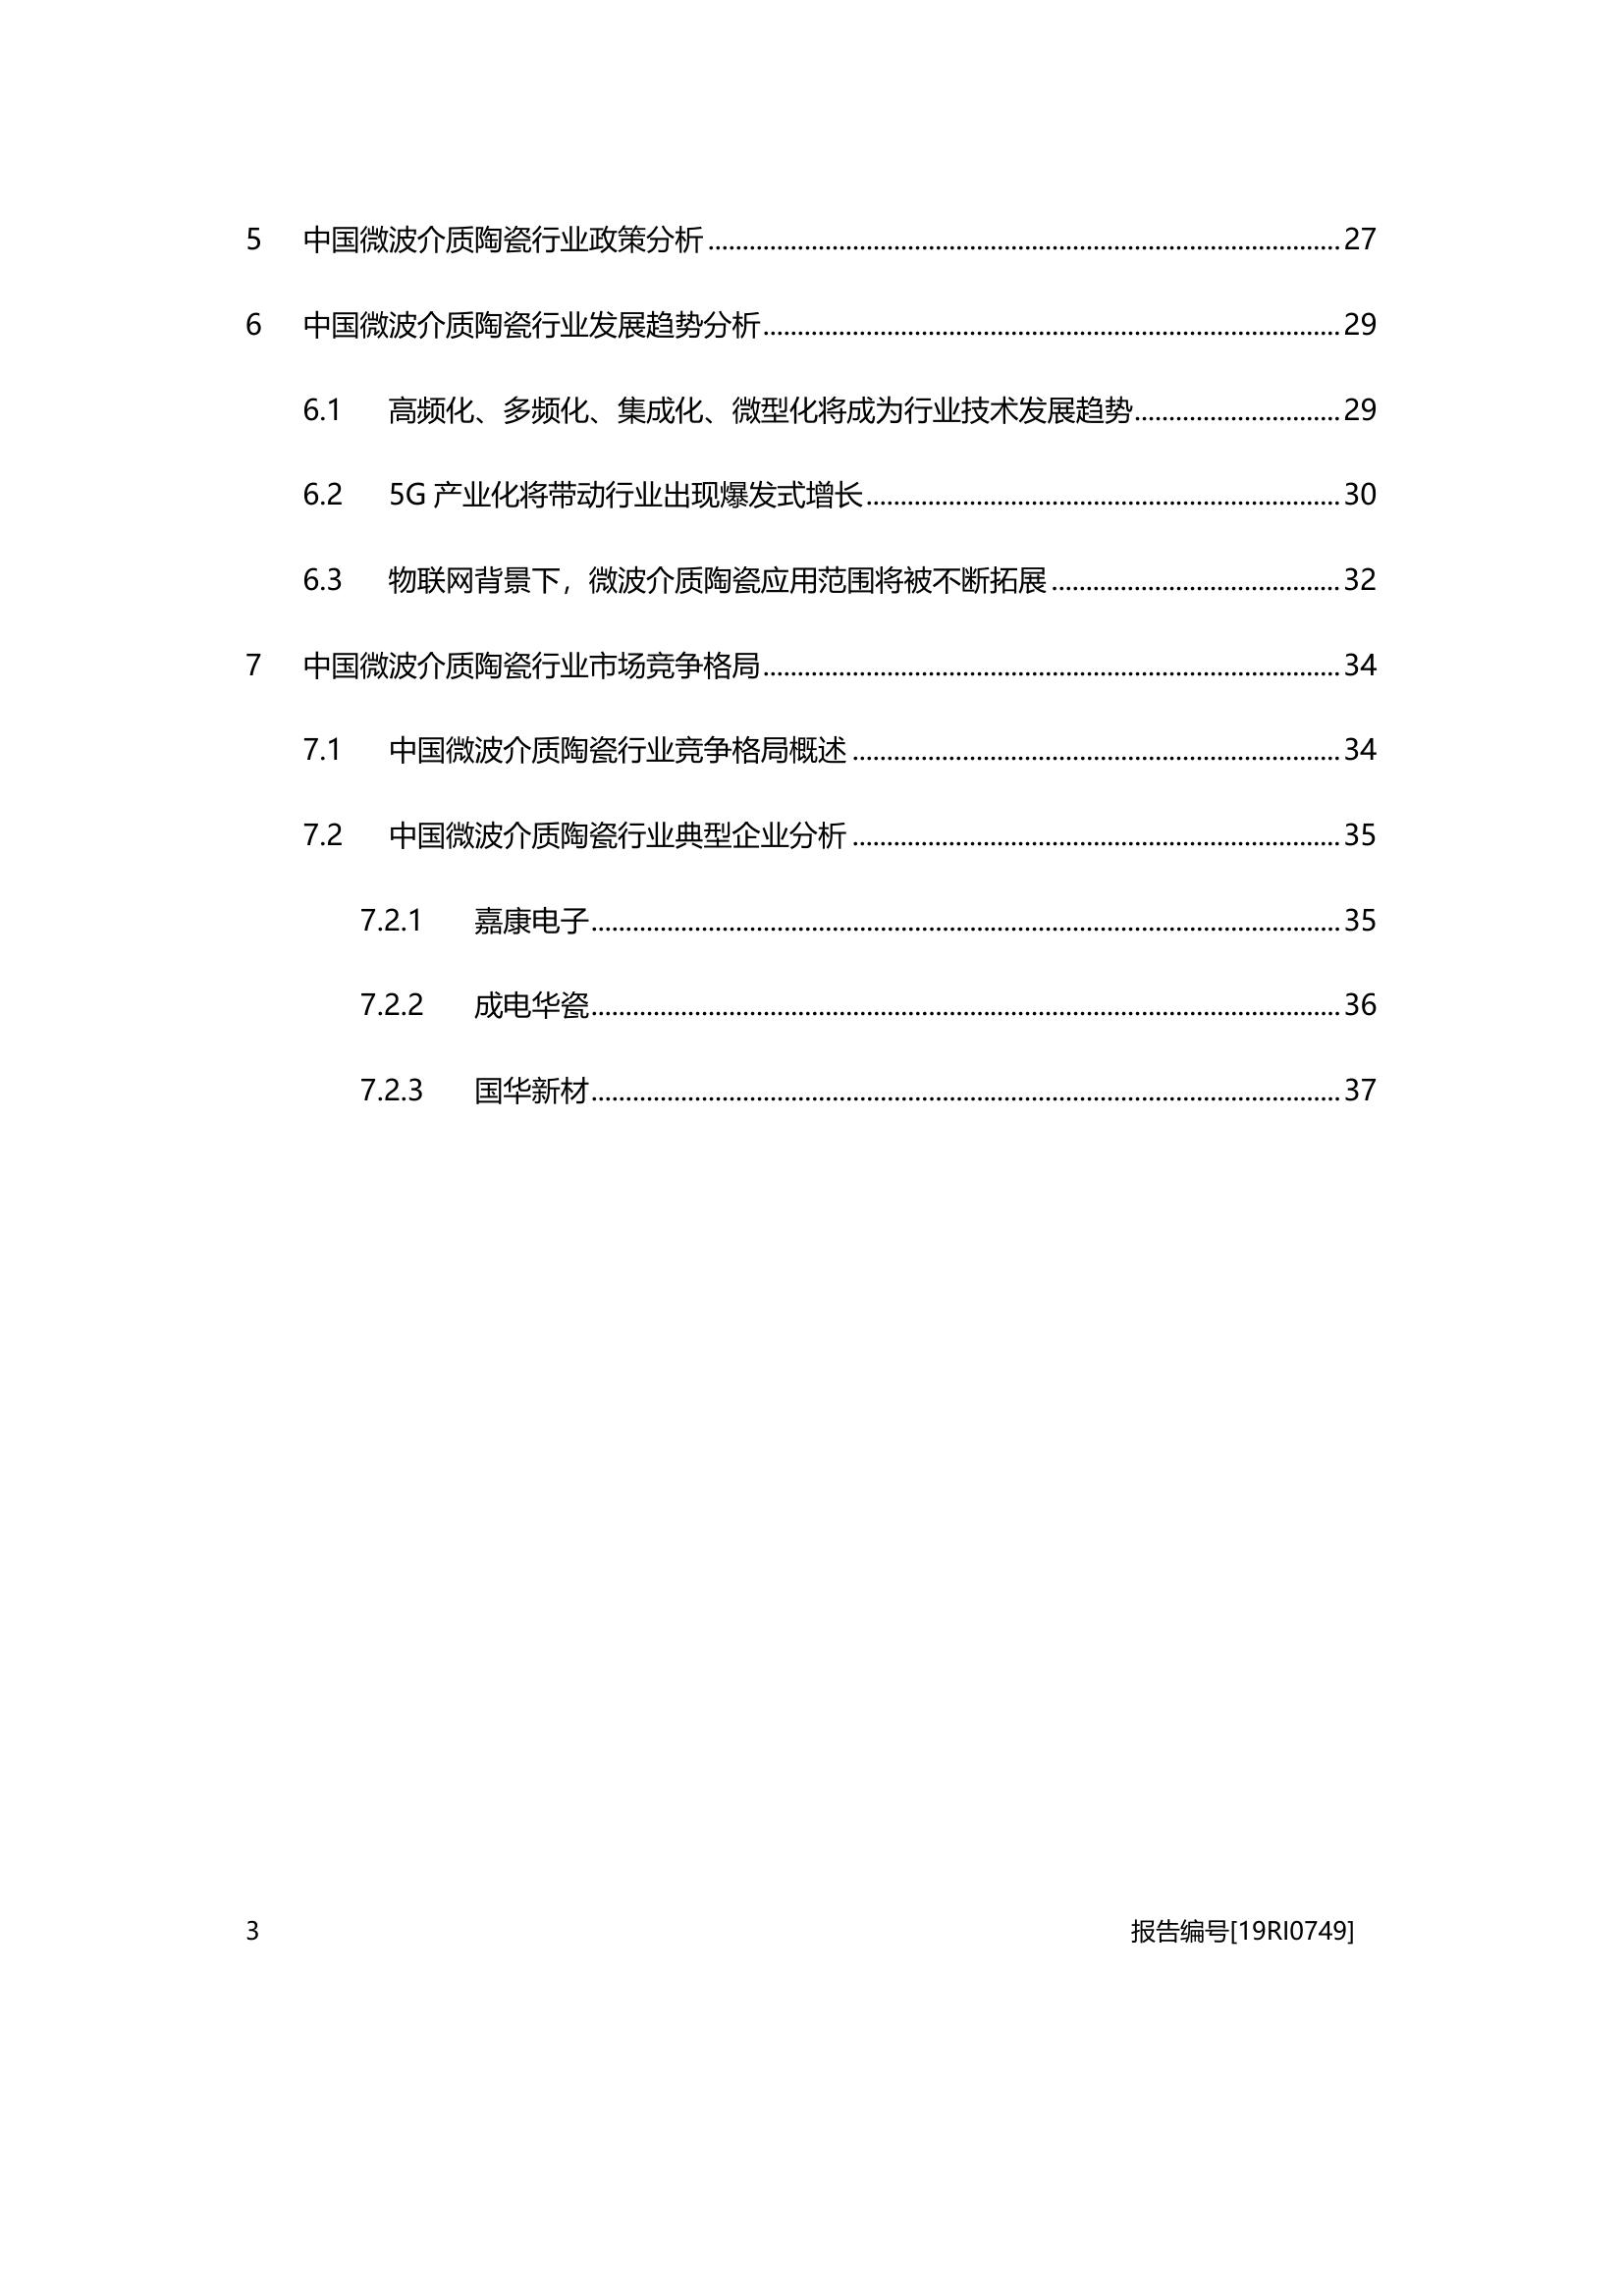 5 中国微波介质陶瓷行业政策分析 27
6 中国微波介质陶瓷行业发展趋势分析 29
6.1 高频化、多频化、集成化、微型化将成为行业技术发展趋势 29
6.2 5G 产业化将带动行业出现爆发式增长 30
6.3 物联网背景下，微波介质陶瓷应用范围将被不断拓展 32
7 中国微波介质陶瓷行业市场竞争格局 34
7.1 中国微波介质陶瓷行业竞争格局概述 34
7.2 中国微波介质陶瓷行业典型企业分析 35
7.2.1 嘉康电子 35
7.2.2 成电华瓷 36
7.2.3 国华新材 37
3 报告编号[19RI0749]